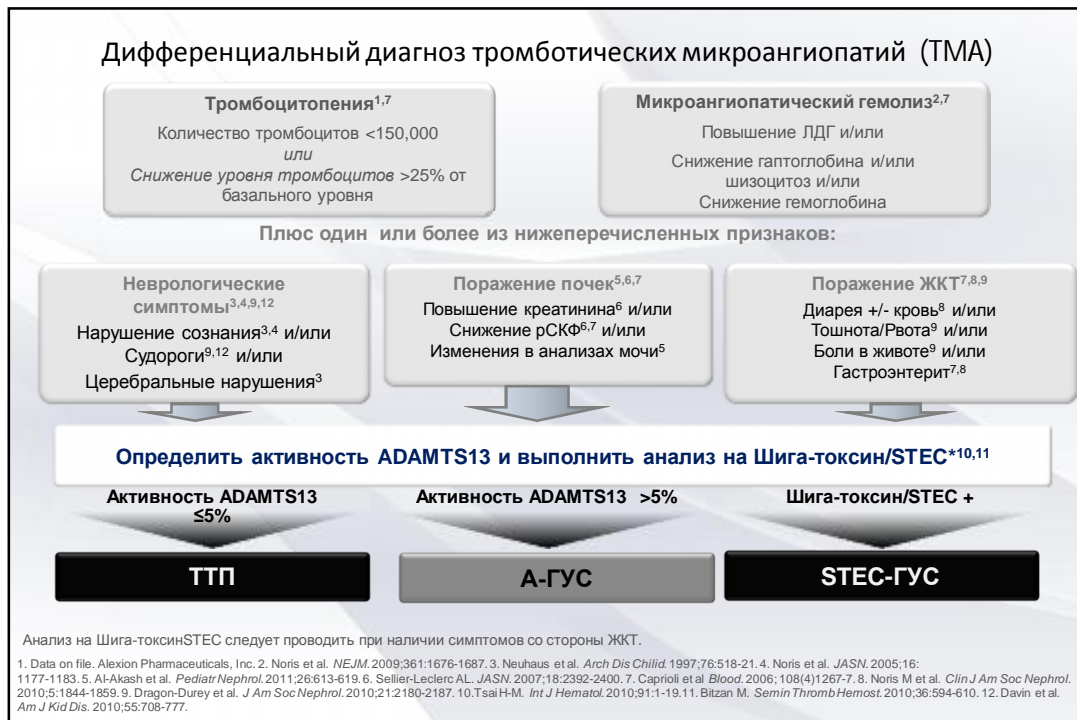 Дифференциальный диагноз тромботических микроангиопатий (ТМА)
Тромбоцитопения1,7
Количество тромбоцитов <150,000
или
Снижение уровня тромбоцитов >25% от
базального уровня
Микроангиопатический гемолиз2,7
Повышение ЛДГ и/или
Снижение гаптоглобина и/или
шизоцитоз и/или
Снижение гемоглобина
Плюс один или более из нижеперечисленных признаков:
Неврологические
симптомы3,4,9,12
Нарушение сознания3,4 и/или
Судороги9,12 и/или
Церебральные нарушения3
Поражение почек5,6,7
Повышение креатинина6 и/или
Снижение рСКФ6,7 и/или
Изменения в анализах мочи5
Поражение ЖКТ7,8,9
Диарея +/- кровь8 и/или
Тошнота/Рвота9 и/или
Боли в животе9 и/или
Гастроэнтерит7,8
Определить активность ADAMTS13 и выполнить анализ на Шига-токсин/STEC*10,11
Активность ADAMTS13
≤5%
Активность ADAMTS13 >5%
Шига-токсин/STEC +
ТТП
А-ГУС
STEC-ГУС
Анализ на Шига-токсинSTEC следует проводить при наличии симптомов со стороны ЖКТ.
1. Data on file. Alexion Pharmaceuticals, Inc. 2. Noris et al. NEJM. 2009;361:1676-1687. 3. Neuhaus et al. Arch Dis Chilid. 1997;76:518-21. 4. Noris et al. JASN. 2005;16:
1177-1183. 5. Al-Akash et al. Pediatr Nephrol. 2011;26:613-619. 6. Sellier-Leclerc AL. JASN. 2007;18:2392-2400. 7. Caprioli et al Blood. 2006; 108(4)1267-7. 8. Noris M et al. Clin J Am Soc Nephrol.
2010;5:1844-1859. 9. Dragon-Durey et al. J Am Soc Nephrol. 2010;21:2180-2187. 10.Tsai H-M. Int J Hematol. 2010;91:1-19. 11. Bitzan M. Semin Thromb Hemost. 2010;36:594-610. 12. Davin et al.
Am J Kid Dis. 2010;55:708-777.